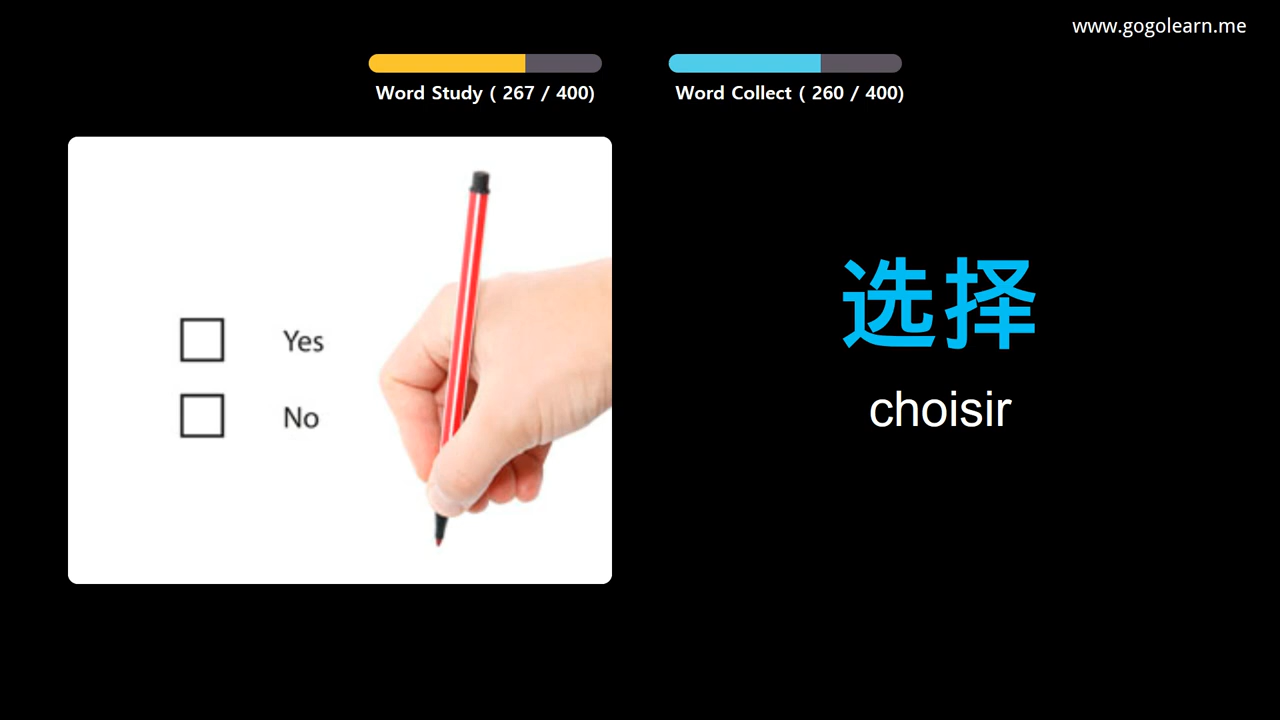 www.gogolearn.me
Word Study ( 267 / 400)
Word Collect ( 260 / 400)
Yes
No
选择
choisir